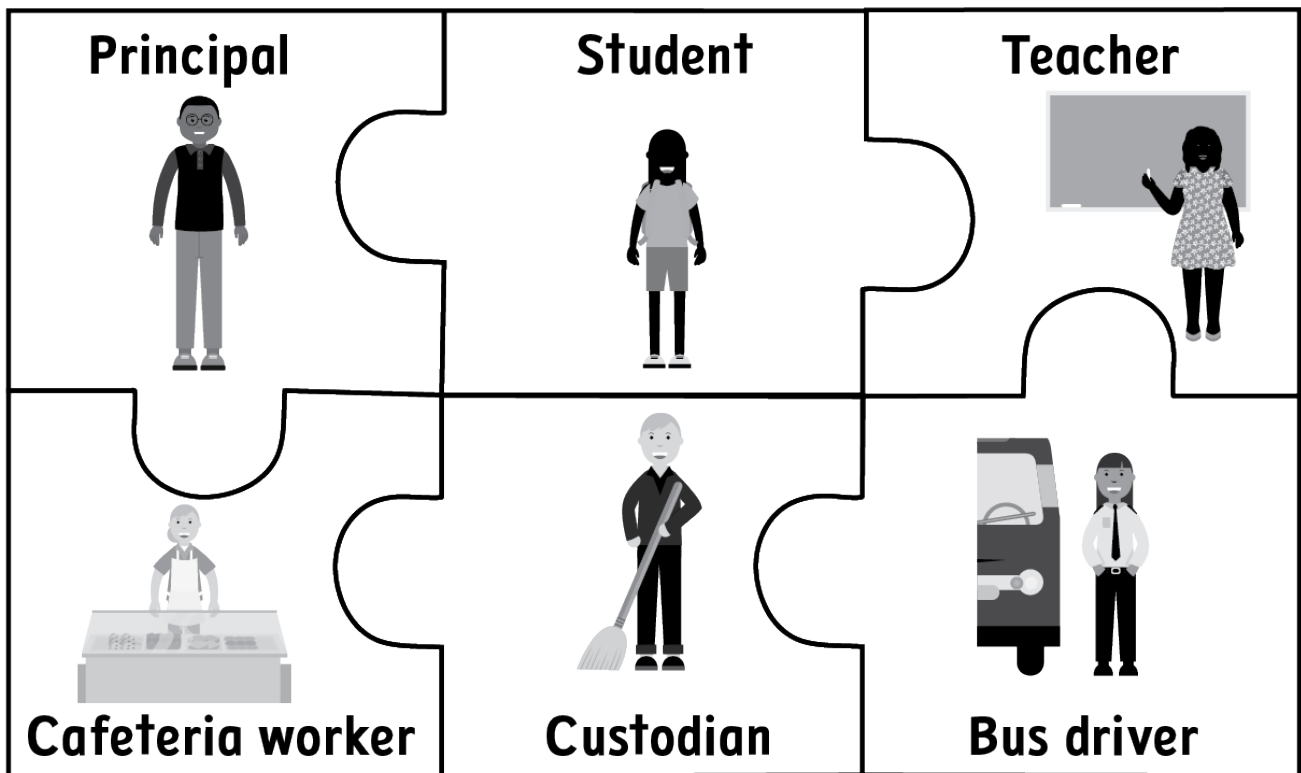 Principal
Student
Teacher
Cafeteria worker
Custodian
Bus driver